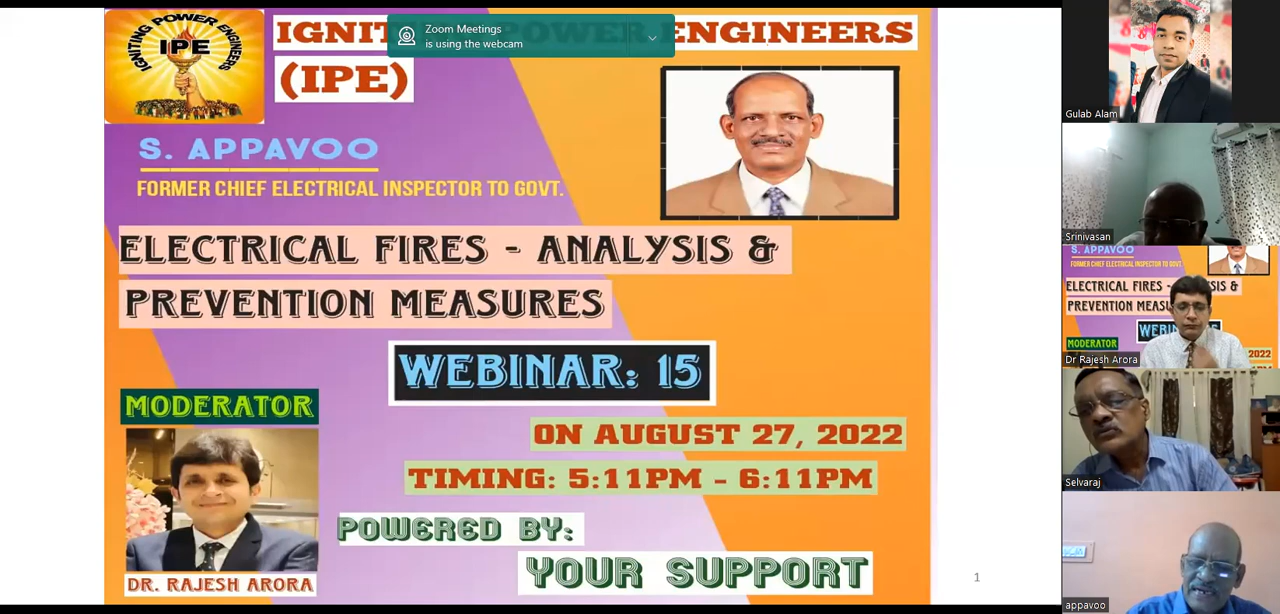 IGNITING POWER ENGINEERS
IPE
IGNIT POWER ENGINEERS
(IPE)
Zoom Meetings
is using the webcam
S. APPAVOO
FORMER CHIEF ELECTRICAL INSPECTOR TO GOVT.
ELECTRICAL FIRES - ANALYSIS &
PREVENTION MEASURES
WEBINAR: 15
MODERATOR
ON AUGUST 27, 2022
TIMING: 5:11PM - 6:11PM
POWERED BY:
YOUR SUPPORT
DR. RAJESH ARORA
1
Gulab Alam
Srinivasan
S. APPAVOO
FORMER CHIEF ELECTRICAL INSPECTOR TO GOVT.
ELECTRICAL FIRES - SIS &
PREVENTION MEASU
WEBI
MODERATOR
2022
Dr Rajesh Arora
Selvaraj
appavoo